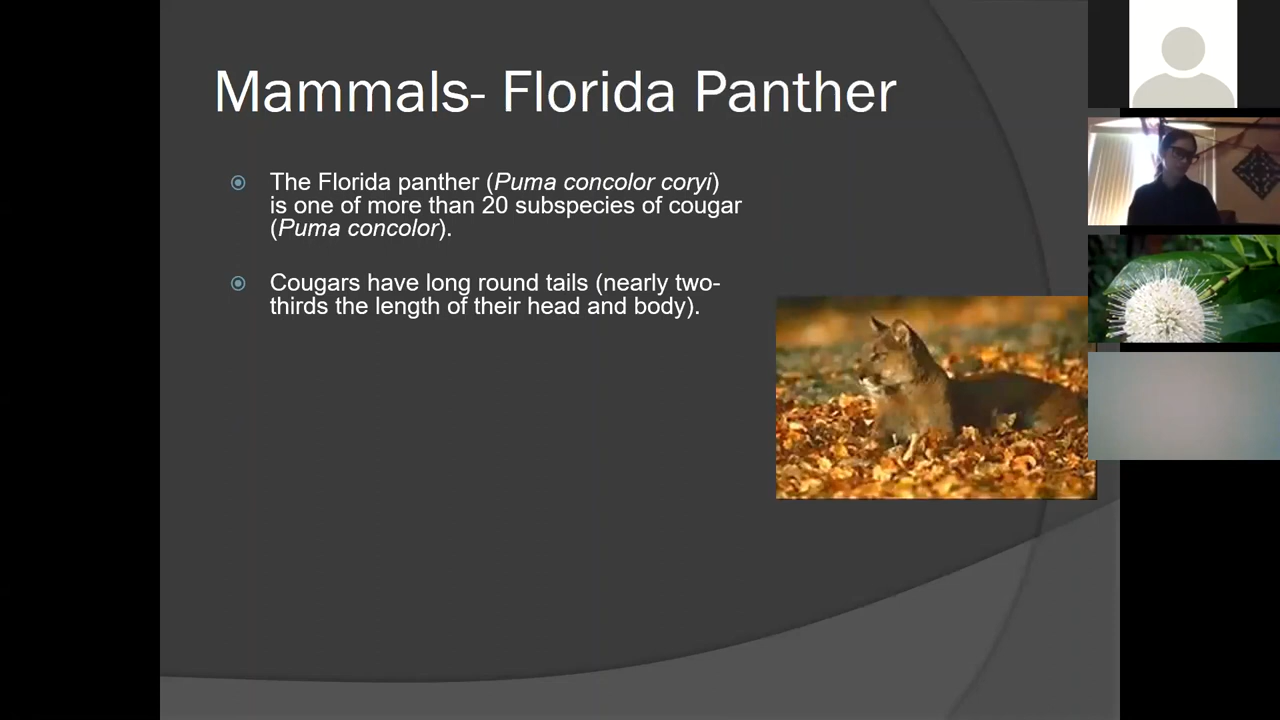 Mammals- Florida Panther
The Florida panther (Puma concolor coryi)
is one of more than 20 subspecies of cougar
(Puma concolor).
Cougars have long round tails (nearly two-
thirds the length of their head and body).